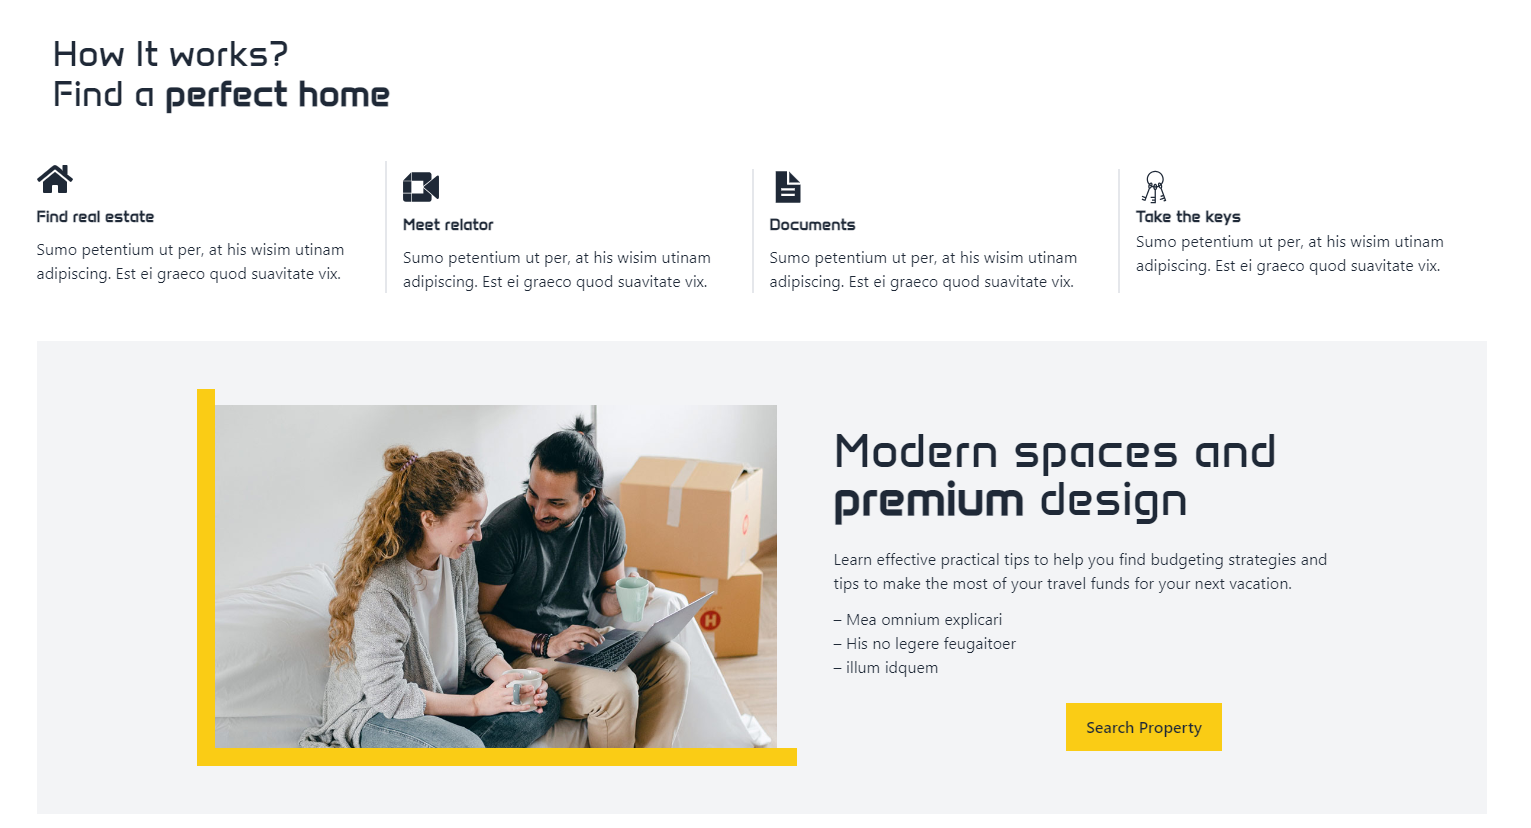 How It works?
Find a perfect home
Find real estate
Sumo petentium ut per, at his wisim utinam
adipiscing. Est ei graeco quod suavitate vix.
Meet relator
Sumo petentium ut per, at his wisim utinam
adipiscing. Est ei graeco quod suavitate vix.
Documents
Sumo petentium ut per, at his wisim utinam
adipiscing. Est ei graeco quod suavitate vix.
Take the keys
Sumo petentium ut per, at his wisim utinam
adipiscing. Est ei graeco quod suavitate vix.
H
Modern spaces and
premium design
Learn effective practical tips to help you find budgeting strategies and
tips to make the most of your travel funds for your next vacation.
– Mea omnium explicari
– His no legere feugaitoer
– illum idquem
Search Property